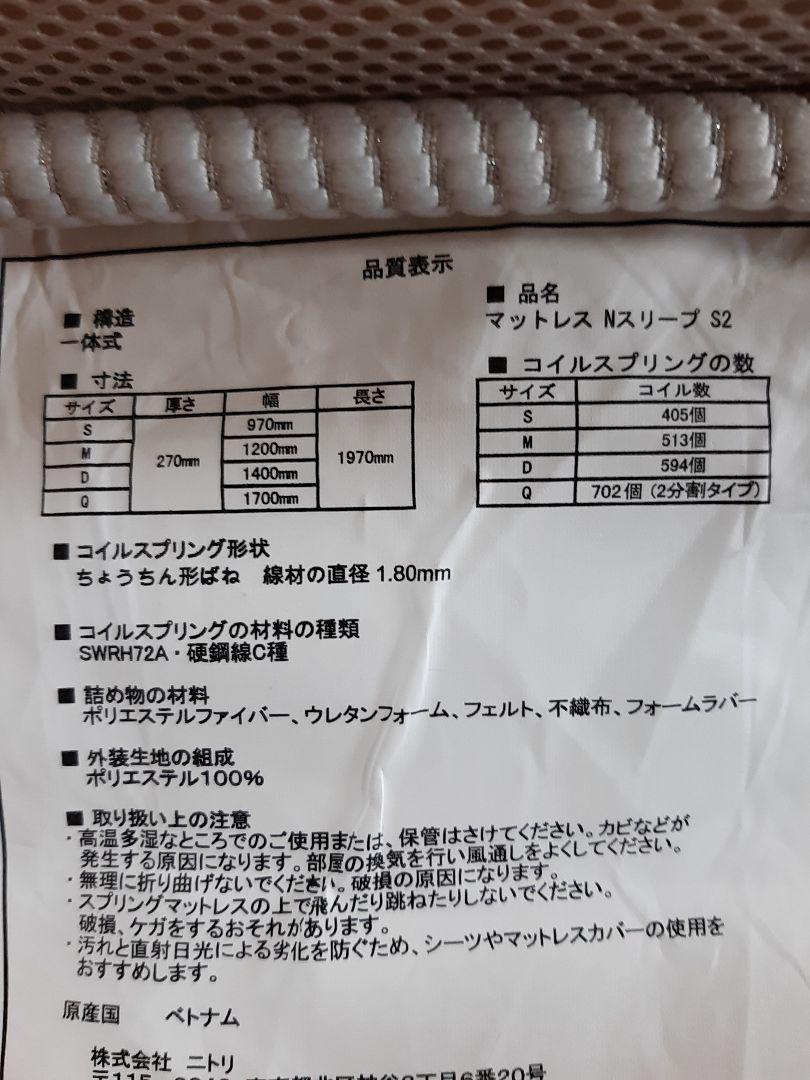 品質表示
■ 構造
一体式
■ 品名
マットレス Nスリープ S2
■ 寸法
サイズ 厚さ 幅 長さ
S 270mm 970mm 1970mm
M 1200mm
D 1400mm
Q 1700mm
■ コイルスプリングの数
サイズ コイル数
S 405個
M 513個
D 594個
Q 702個(2分割タイプ)
■ コイルスプリング形状
ちょうちん形ばね 線材の直径 1.80mm
■ コイルスプリングの材料の種類
SWRH72A・硬鋼線C種
■ 詰め物の材料
ポリエステルファイバー、ウレタンフォーム、フェルト、不織布、フォームラバー
■ 外装生地の組成
ポリエステル100%
■ 取り扱い上の注意
・高温多湿なところでのご使用または、保管はさけてください。カビなどが
発生する原因になります。部屋の換気を行い風通しをよくしてください。
・無理に折り曲げないでください。破損の原因になります。
・スプリングマットレスの上で飛んだり跳ねたりしないでください。
破損、ケガをするおそれがあります。
・汚れと直射日光による劣化を防ぐため、シーツやマットレスカバーの使用を
おすすめします。
原産国 ベトナム
株式会社 ニトリ
〒115 東京都北区神谷3丁目6番20号